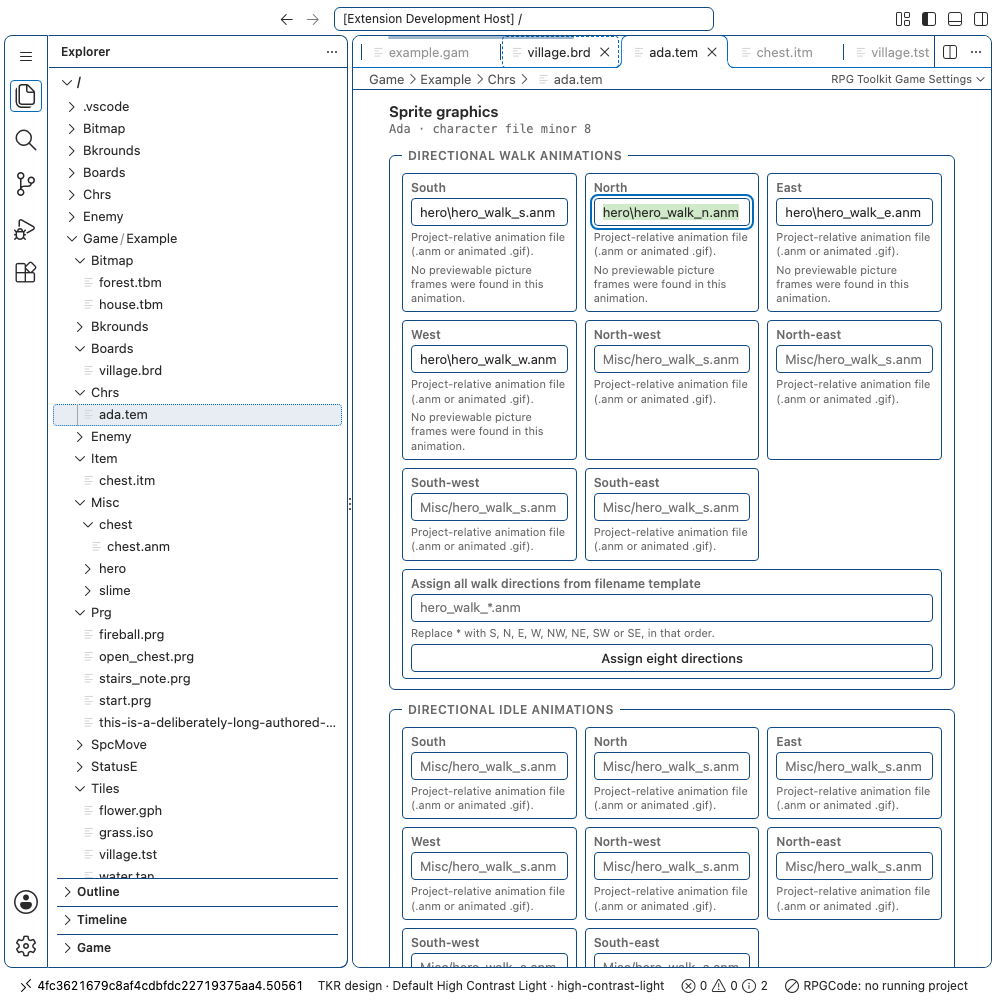 [Extension Development Host] /
Explorer
/
.vscode
Bitmap
Bkrounds
Boards
Chrs
Enemy
Game / Example
Bitmap
forest.tbm
house.tbm
Bkrounds
Boards
village.brd
Chrs
ada.tem
Enemy
Item
chest.itm
Misc
chest
chest.anm
hero
slime
Prg
fireball.prg
open_chest.prg
stairs_note.prg
start.prg
this-is-a-deliberately-long-authored-...
SpcMove
StatusE
Tiles
flower.gph
grass.iso
village.tst
water.tan
Outline
Timeline
Game
example.gam village.brd ada.tem chest.itm village.tst
Game Example Chrs ada.tem RPG Toolkit Game Settings
Sprite graphics
Ada · character file minor 8
DIRECTIONAL WALK ANIMATIONS
South
hero\hero_walk_s.anm
Project-relative animation file
(.anm or animated .gif).
No previewable picture
frames were found in this
animation.
North
hero\hero_walk_n.anm
Project-relative animation file
(.anm or animated .gif).
No previewable picture
frames were found in this
animation.
East
hero\hero_walk_e.anm
Project-relative animation file
(.anm or animated .gif).
No previewable picture
frames were found in this
animation.
West
hero\hero_walk_w.anm
Project-relative animation file
(.anm or animated .gif).
No previewable picture
frames were found in this
animation.
North-west
Misc/hero_walk_s.anm
Project-relative animation file
(.anm or animated .gif).
North-east
Misc/hero_walk_s.anm
Project-relative animation file
(.anm or animated .gif).
South-west
Misc/hero_walk_s.anm
Project-relative animation file
(.anm or animated .gif).
South-east
Misc/hero_walk_s.anm
Project-relative animation file
(.anm or animated .gif).
Assign all walk directions from filename template
hero_walk_*.anm
Replace * with S, N, E, W, NW, NE, SW or SE, in that order.
Assign eight directions
DIRECTIONAL IDLE ANIMATIONS
South
Misc/hero_walk_s.anm
Project-relative animation file
(.anm or animated .gif).
North
Misc/hero_walk_s.anm
Project-relative animation file
(.anm or animated .gif).
East
Misc/hero_walk_s.anm
Project-relative animation file
(.anm or animated .gif).
West
Misc/hero_walk_s.anm
Project-relative animation file
(.anm or animated .gif).
North-west
Misc/hero_walk_s.anm
Project-relative animation file
(.anm or animated .gif).
North-east
Misc/hero_walk_s.anm
Project-relative animation file
(.anm or animated .gif).
South-west
Misc/hero_walk_s.anm
South-east
Misc/hero_walk_s.anm
4fc3621679c8af4cdbfdc22719375aa4.50561 TKR design · Default High Contrast Light · high-contrast-light 0 0 2 RPGCode: no running project